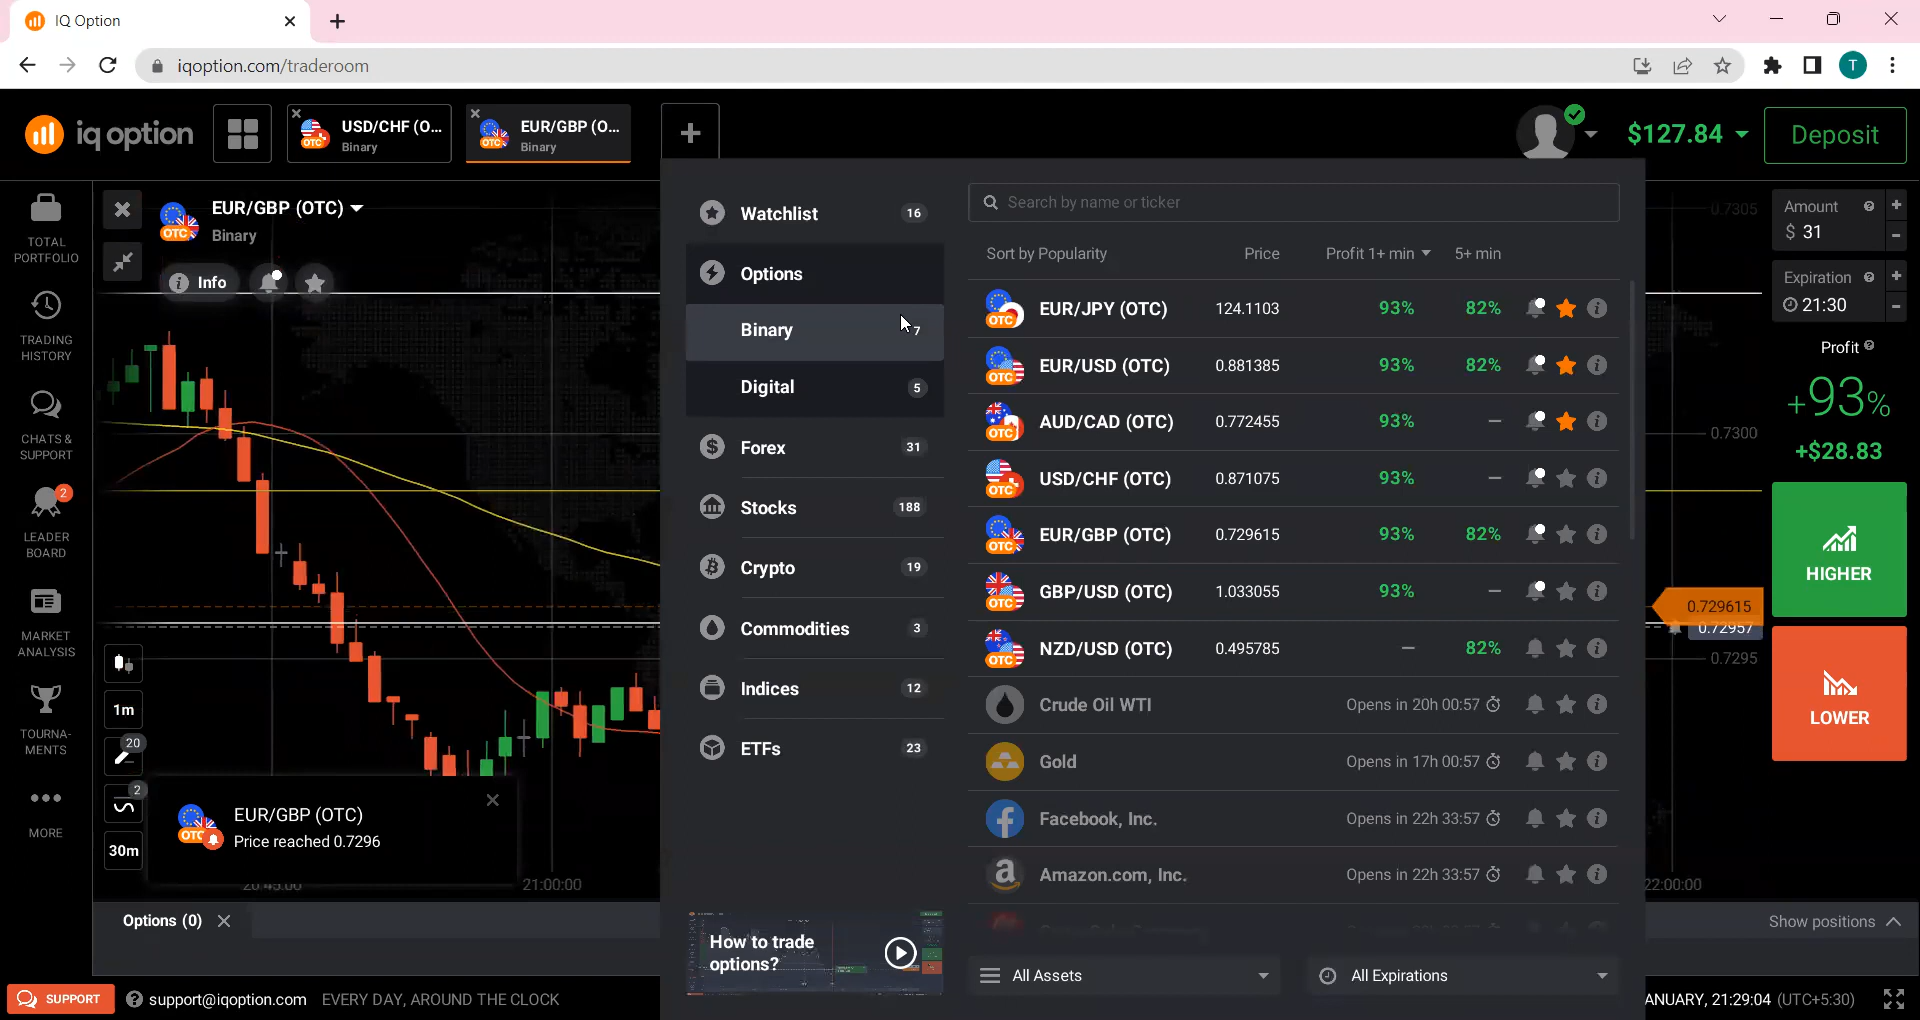 IQ Option
iqoption.com/traderoom
T
iq option
USD/CHF (O...
Binary
EUR/GBP (O...
Binary
$127.84
Deposit
TOTAL
PORTFOLIO
TRADING
HISTORY
CHATS &
SUPPORT
2
LEADER
BOARD
MARKET
ANALYSIS
TOURNA-
MENTS
MORE
EUR/GBP (OTC)
Binary
Info
1m
20
2
30m
EUR/GBP (OTC)
Price reached 0.7296
21:00:00
Options (0)
Watchlist 16
Options
Binary 7
Digital 5
Forex 31
Stocks 188
Crypto 19
Commodities 3
Indices 12
ETFs 23
How to trade
options?
Search by name or ticker
Sort by Popularity Price Profit 1+ min 5+ min
EUR/JPY (OTC) 124.1103 93% 82%
EUR/USD (OTC) 0.881385 93% 82%
AUD/CAD (OTC) 0.772455 93% –
USD/CHF (OTC) 0.871075 93% –
EUR/GBP (OTC) 0.729615 93% 82%
GBP/USD (OTC) 1.033055 93% –
NZD/USD (OTC) 0.495785 – 82%
Crude Oil WTI Opens in 20h 00:57
Gold Opens in 17h 00:57
Facebook, Inc. Opens in 22h 33:57
Amazon.com, Inc. Opens in 22h 33:57
All Assets
All Expirations
0.7305
0.7300
0.729615
0.72957
0.7295
22:00:00
Amount
$ 31
Expiration
21:30
Profit
+93%
+$28.83
HIGHER
LOWER
Show positions
SUPPORT
support@iqoption.com EVERY DAY, AROUND THE CLOCK
ANUARY, 21:29:04 (UTC+5:30)